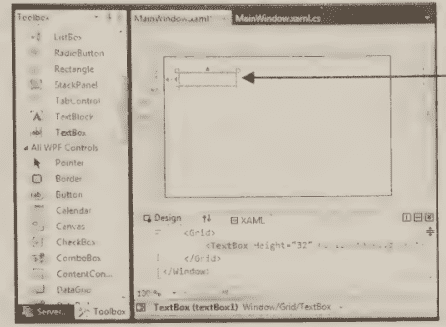 Toolbox
MainWindow.xaml*
MainWindow.xaml.cs
ListBox
RadioButton
Rectangle
StackPanel
TabControl
TextBlock
TextBox
All WPF Controls
Pointer
Border
Button
Calendar
Canvas
CheckBox
ComboBox
ContentCon...
DataGrid
Server...
Toolbox
Design
XAML
<Grid>
<TextBox Height="32"
</Grid>
</Window>
TextBox (textBox1) Window/Grid/TextBox